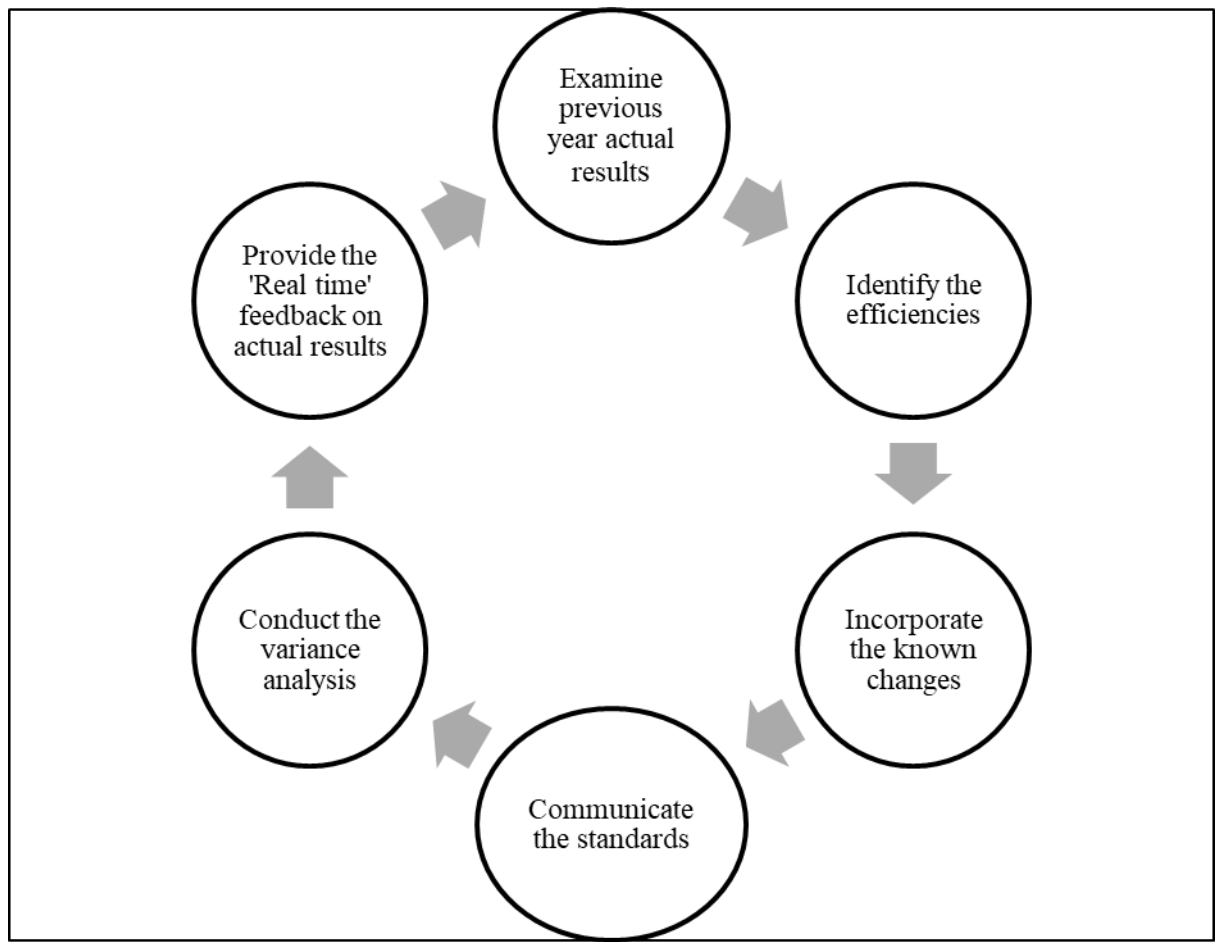 Examine
previous
year actual
results
Identify the
efficiencies
Incorporate
the known
changes
Communicate
the standards
Conduct the
variance
analysis
Provide the
'Real time'
feedback on
actual results